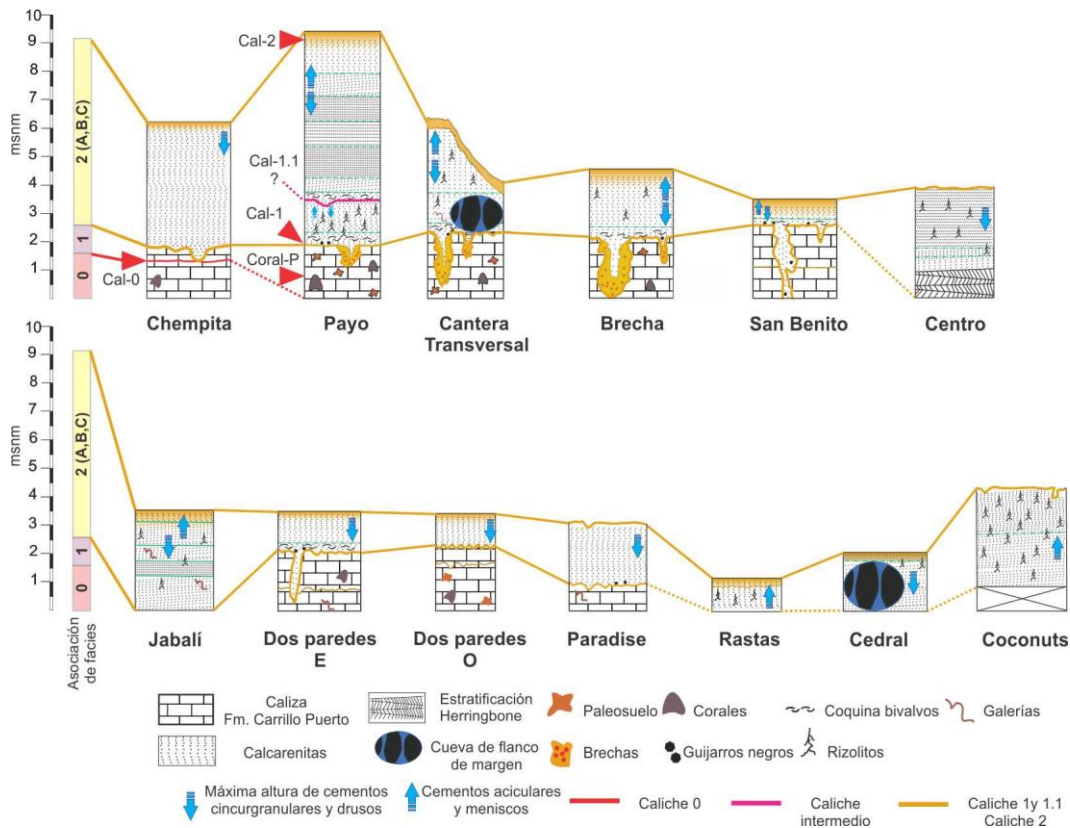 10
9
8
7
6
5
4
3
2
1
msnm
2 (A,B,C)
1
0
Cal-2
Cal-1.1
?
Cal-1
Coral-P
Cal-0
Chempita
Payo
Cantera
Transversal
Brecha
San Benito
Centro
10
9
8
7
6
5
4
3
2
1
msnm
2 (A,B,C)
1
0
Asociación
de facies
Jabalí
Dos paredes
E
Dos paredes
O
Paradise
Rastas
Cedral
Coconuts
Caliza
Fm. Carrillo Puerto
Estratificación
Herringbone
Paleosuelo
Corales
Coquina bivalvos
Galerías
Calcarenitas
Cueva de flanco
de margen
Brechas
Guijarros negros
Rizolitos
Máxima altura de cementos
cincurgranulares y drusos
Cementos aciculares
y meniscos
Caliche 0
Caliche
intermedio
Caliche 1y 1.1
Caliche 2